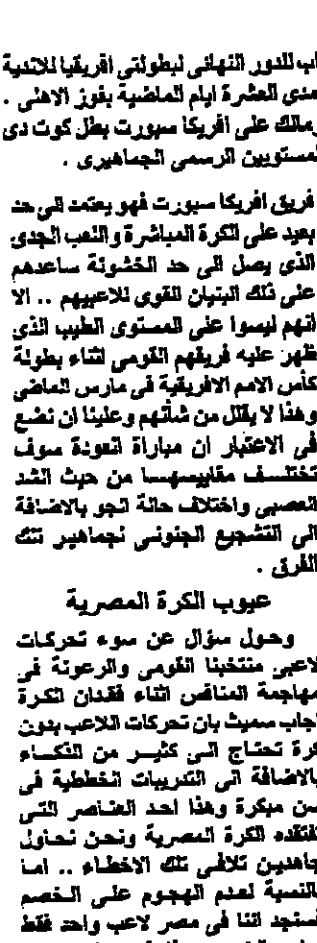 اب للدور النهائى لبطولتى افريقيا للاندية
مدى العشرة ايام الماضية بفوز الاهلى .
زمالك على افريكا سبورت بطل كوت دى
لمستويين الرسمى الجماهيرى .
فريق افريكا سبورت فهو يعتمد الى حد
بعيد على الكرة المباشرة واللعب الجدى
الذى يصل الى حد الخشونة ساعدهم
على ذلك البنيان القوى للاعبيهم .. الا
انهم ليسوا على المستوى الطيب الذى
ظهر عليه فريقهم القومى اثناء بطولة
كأس الامم الافريقية فى مارس الماضى
وهذا لا يقلل من شأنهم وعلينا ان نضع
فى الاعتبار ان مباراة العودة سوف
تختلف مقاييسها من حيث الشد
العصبى واختلاف حالة الجو بالاضافة
الى التشجيع الجنونى لجماهير تلك
الفرق .
عيوب الكرة المصرية
وحول سؤال عن سوء تحركات
لاعبى منتخبنا القومى والرعونة فى
مهاجمة المنافس اثناء فقدان الكرة
اجاب سميث بان تحركات اللاعب بدون
كرة تحتاج الى كثير من الذكاء
بالاضافة الى التدريبات الخططية فى
سن مبكرة وهذا احد العناصر التى
تفتقده الكرة المصرية ونحن نحاول
جاهدين تلافى تلك الاخطاء .. اما
بالنسبة لعدم الهجوم على الخصم
فستجد اننا فى مصر لاعب واحد فقط